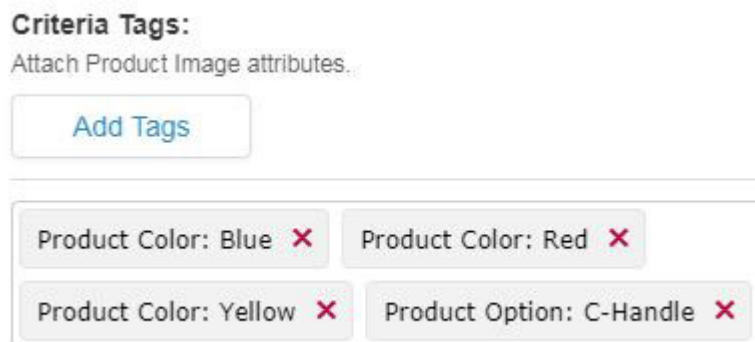 Criteria Tags:
Attach Product Image attributes.
Add Tags
Product Color: Blue ✕ Product Color: Red ✕
Product Color: Yellow ✕ Product Option: C-Handle ✕